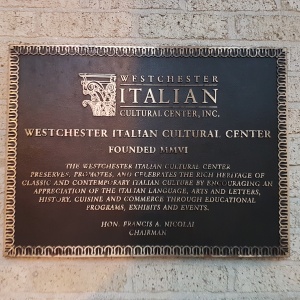 WESTCHESTER
ITALIAN
CULTURAL CENTER, INC.
WESTCHESTER ITALIAN CULTURAL CENTER
FOUNDED MMVI
THE WESTCHESTER ITALIAN CULTURAL CENTER
PRESERVES, PROMOTES, AND CELEBRATES THE RICH HERITAGE OF
CLASSIC AND CONTEMPORARY ITALIAN CULTURE BY ENCOURAGING AN
APPRECIATION OF THE ITALIAN LANGUAGE, ARTS AND LETTERS,
HISTORY, CUISINE AND COMMERCE THROUGH EDUCATIONAL
PROGRAMS, EXHIBITS AND EVENTS.
HON. FRANCIS A. NICOLAI
CHAIRMAN